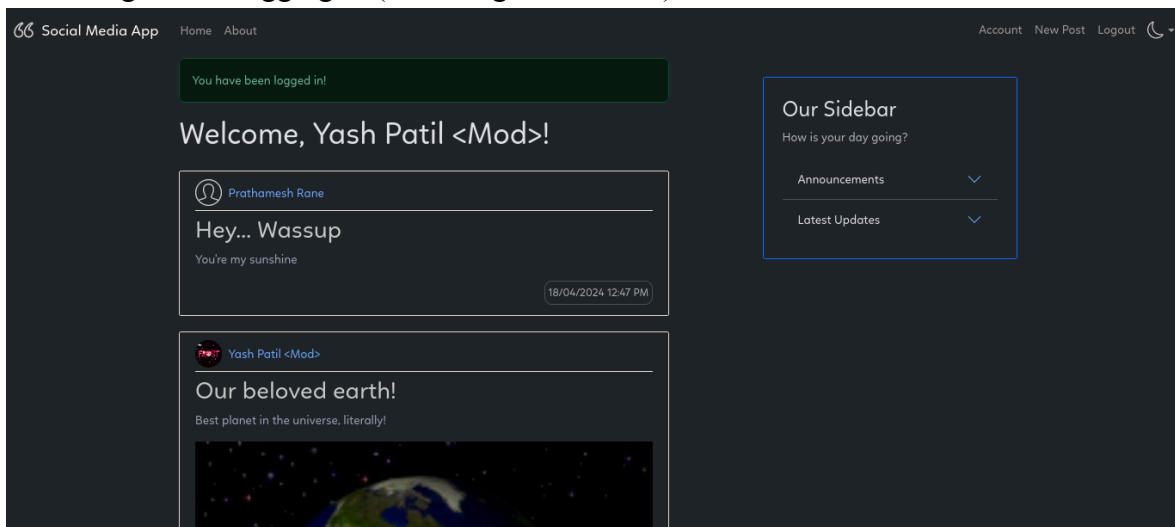 Social Media App Home About Account New Post Logout
You have been logged in!
Welcome, Yash Patil <Mod>!
Prathamesh Rane
Hey... Wassup
You're my sunshine
18/04/2024 12:47 PM
Yash Patil <Mod>
Our beloved earth!
Best planet in the universe, literally!
Our Sidebar
How is your day going?
Announcements
Latest Updates